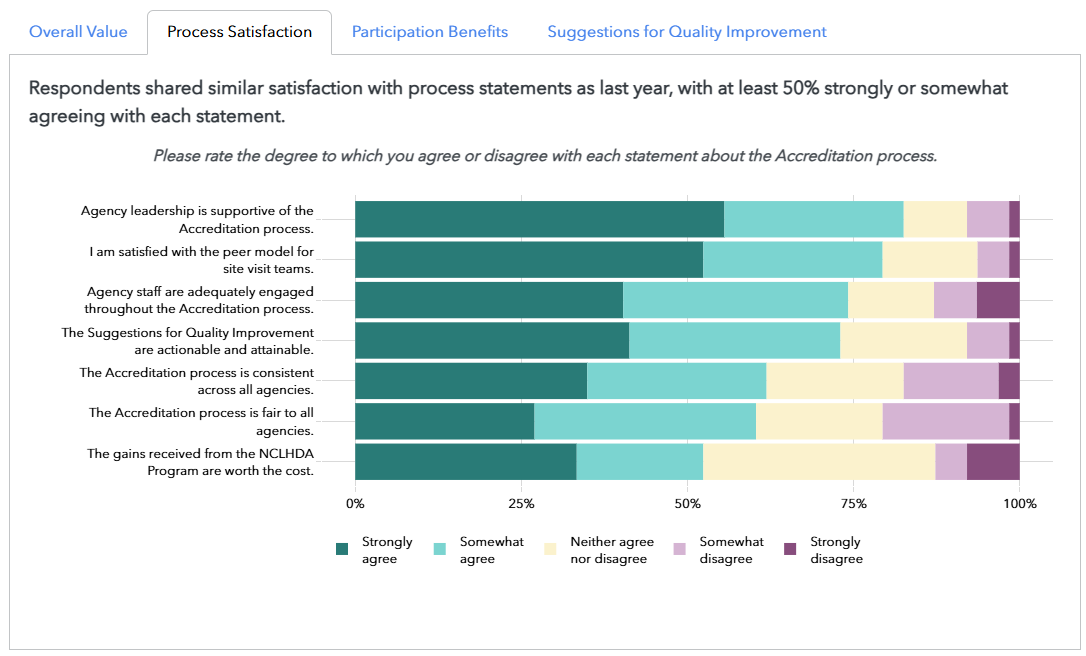 Overall Value
Process Satisfaction
Participation Benefits
Suggestions for Quality Improvement
Respondents shared similar satisfaction with process statements as last year, with at least 50% strongly or somewhat
agreeing with each statement.
Please rate the degree to which you agree or disagree with each statement about the Accreditation process.
Agency leadership is supportive of the
Accreditation process.
I am satisfied with the peer model for
site visit teams.
Agency staff are adequately engaged
throughout the Accreditation process.
The Suggestions for Quality Improvement
are actionable and attainable.
The Accreditation process is consistent
across all agencies.
The Accreditation process is fair to all
agencies.
The gains received from the NCLHDA
Program are worth the cost.
0%
25%
50%
75%
100%
Strongly
agree
Somewhat
agree
Neither agree
nor disagree
Somewhat
disagree
Strongly
disagree